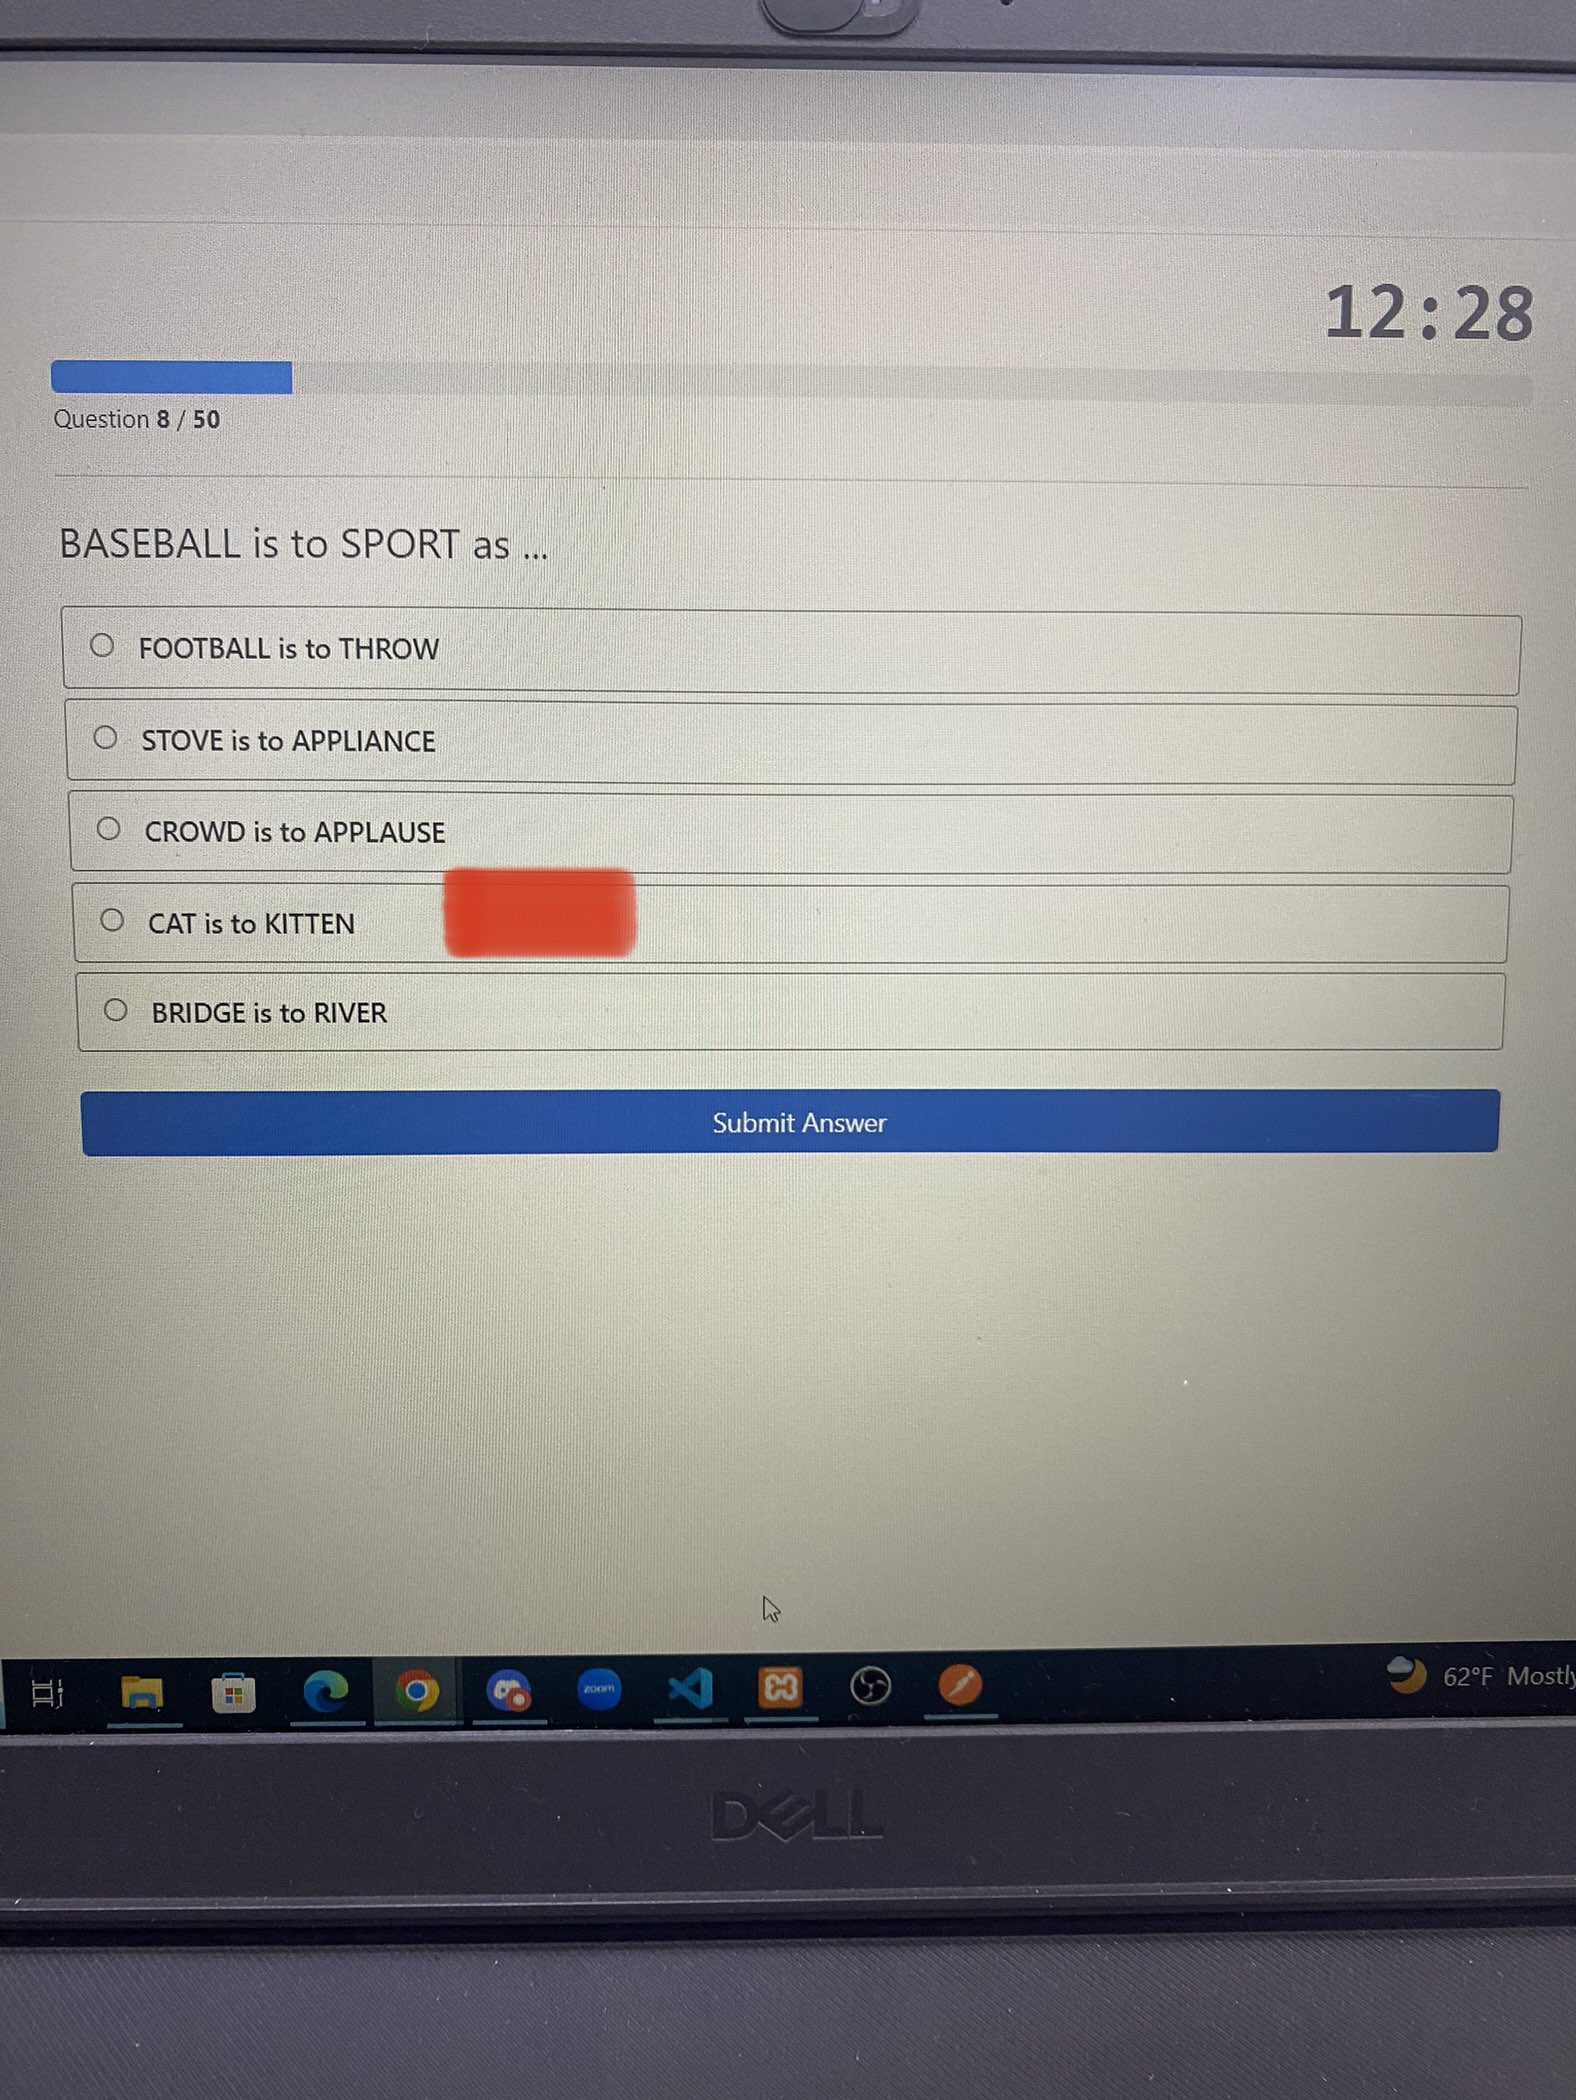 12:28
Question 8 / 50
BASEBALL is to SPORT as ...
FOOTBALL is to THROW
STOVE is to APPLIANCE
CROWD is to APPLAUSE
CAT is to KITTEN
BRIDGE is to RIVER
Submit Answer
zoom
62°F Mostly
DELL